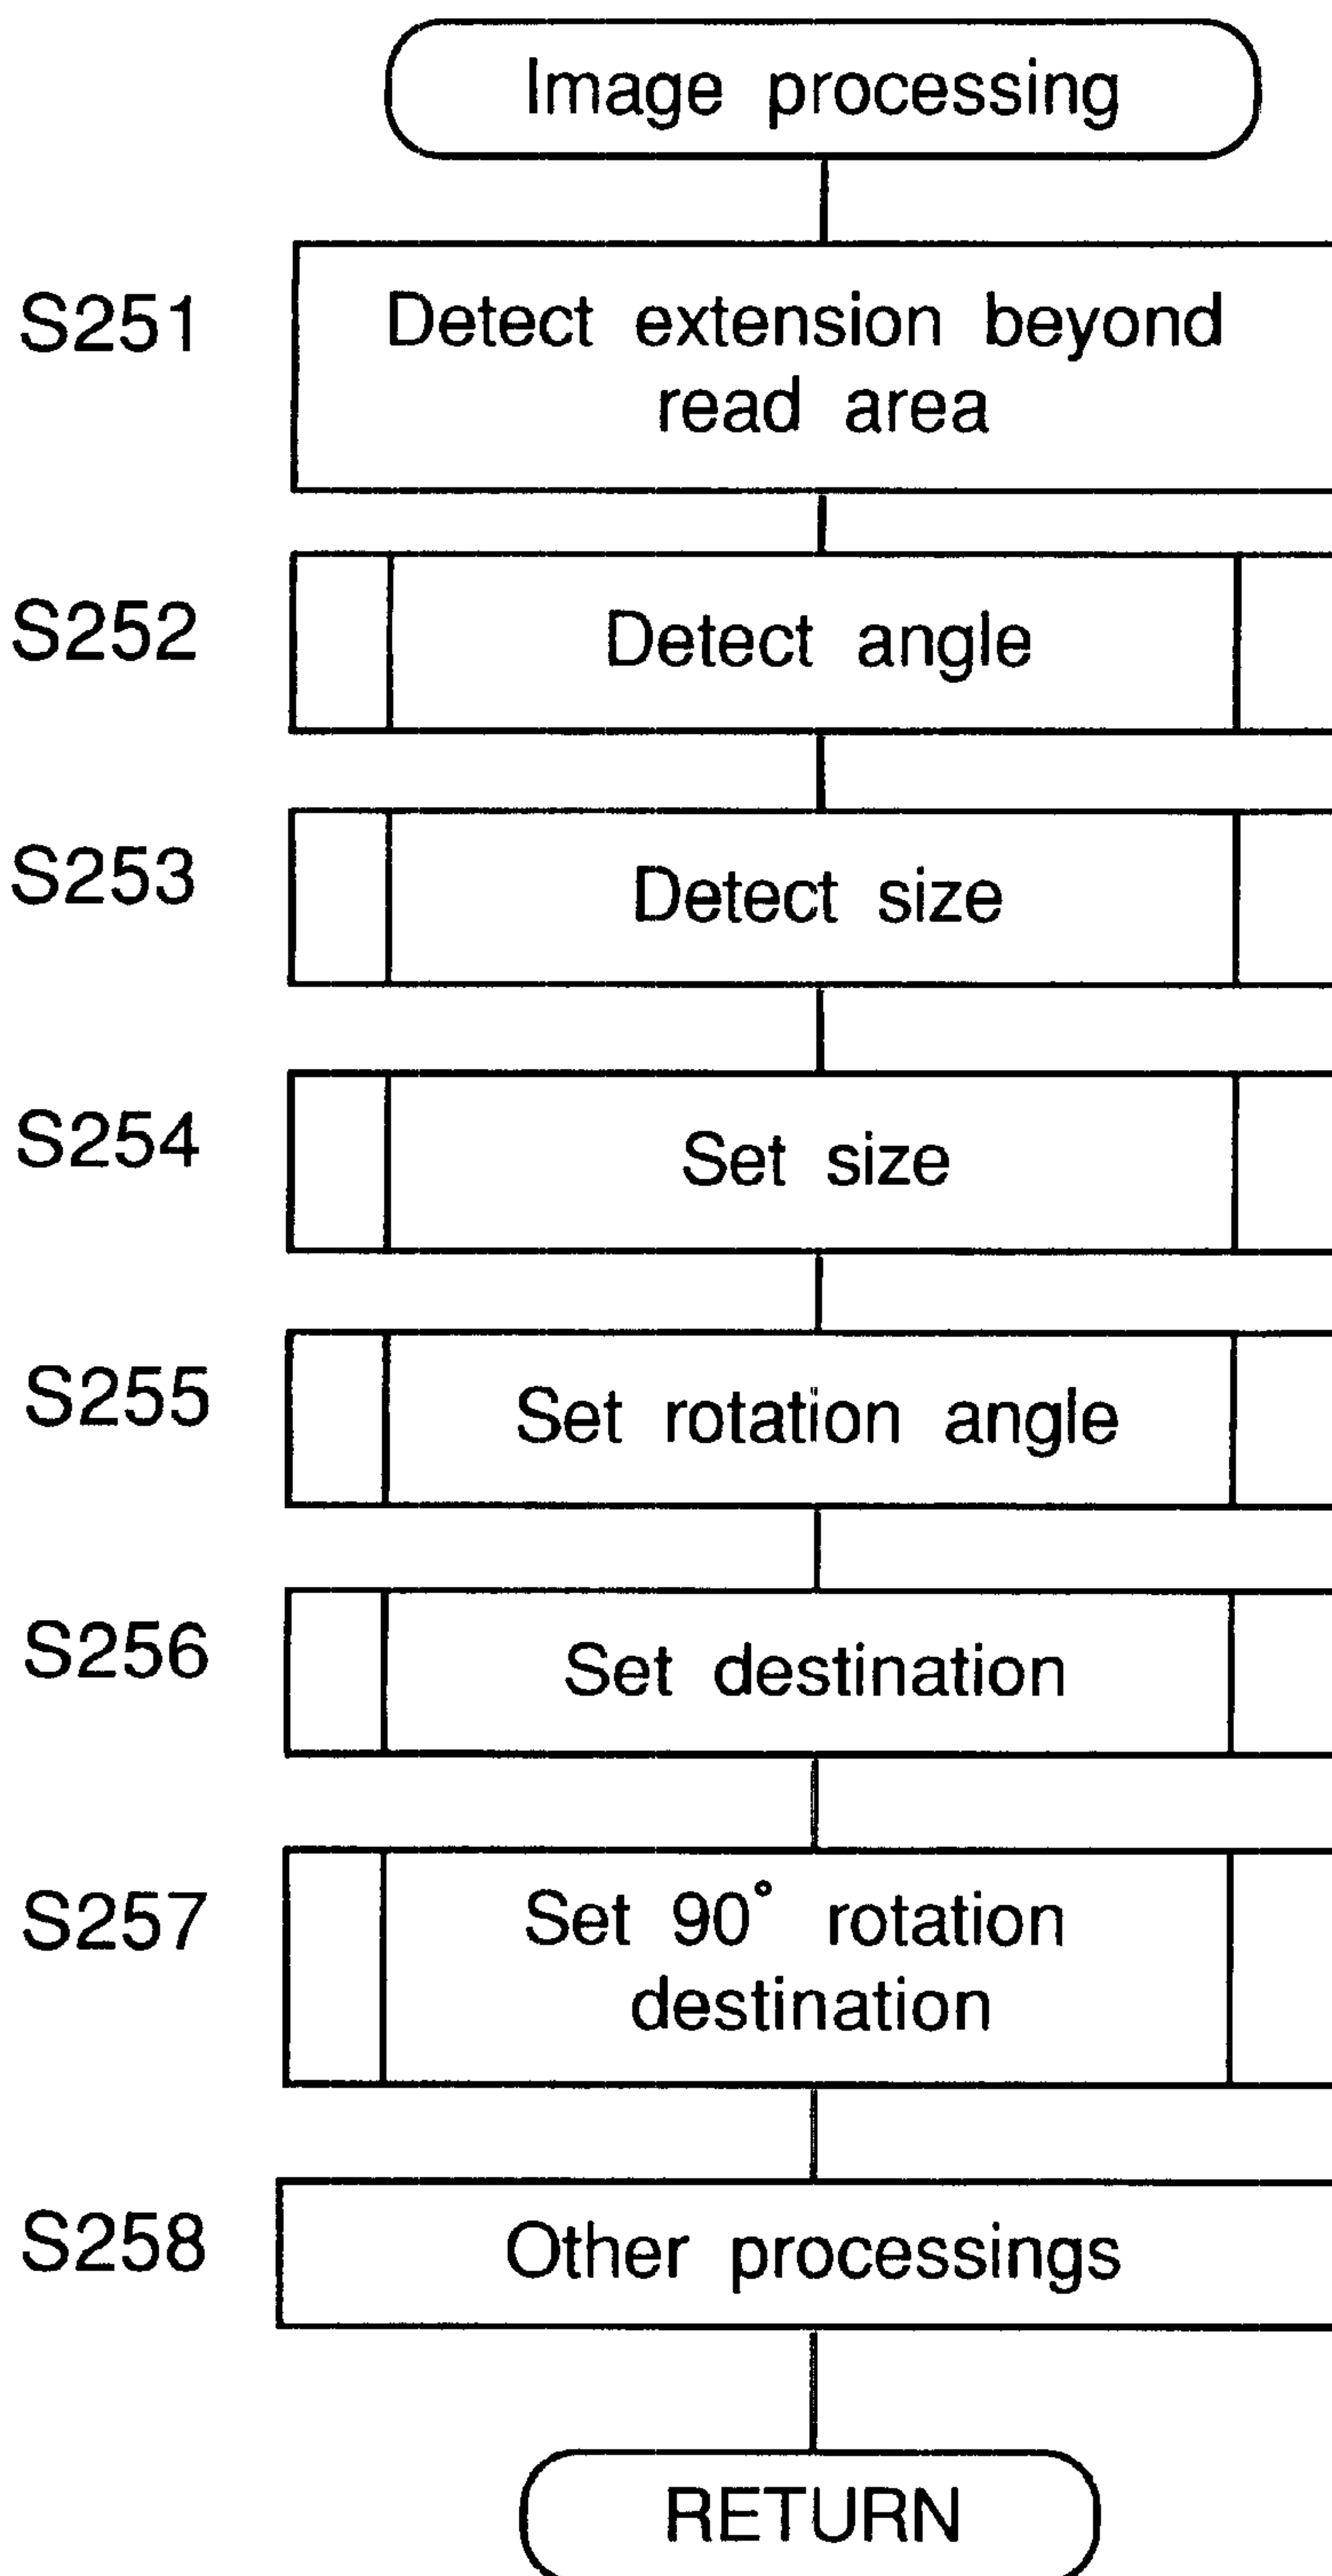 Image processing
S251
Detect extension beyond
read area
S252
Detect angle
S253
Detect size
S254
Set size
S255
Set rotation angle
S256
Set destination
S257
Set 90° rotation
destination
S258
Other processings
RETURN